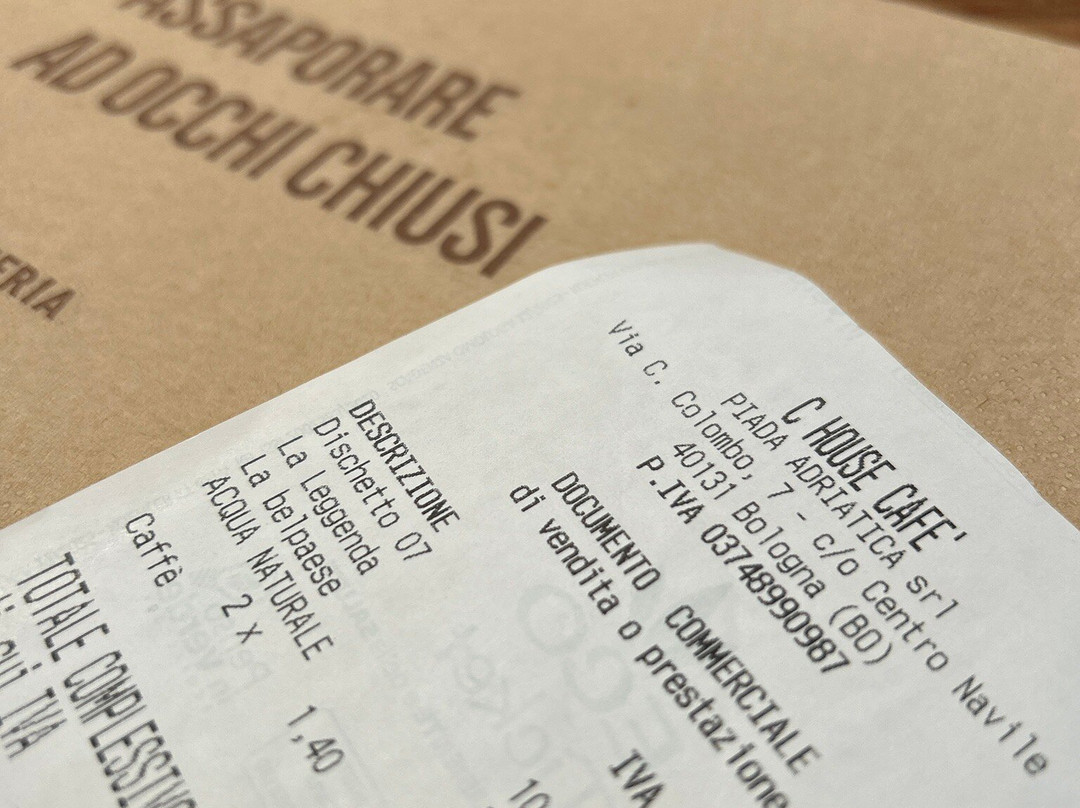 ASSAPORARE
AD OCCHI CHIUSI
ERIA
C HOUSE CAFE'
PIADA ADRIATICA srl
Via C. Colombo, 7 - c/o Centro Navile
40131 Bologna (BO)
P.IVA 03748990987
DOCUMENTO COMMERCIALE
di vendita o prestazione
DESCRIZIONE IVA
Dischetto 07 10
La Leggenda
La belpaese
ACQUA NATURALE
2 x 1,40
Caffè
TOTALE COMPLESSIVO
cui IVA